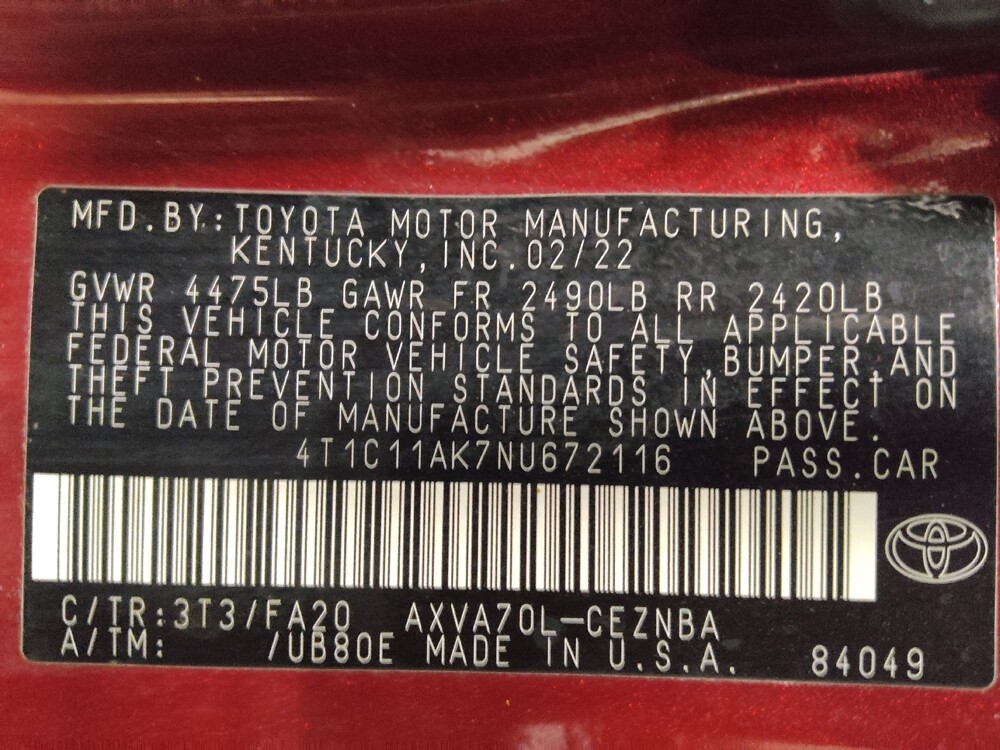 MFD.BY:TOYOTA MOTOR MANUFACTURING,
KENTUCKY,INC.02/22
GVWR 4475LB GAWR FR 2490LB RR 2420LB
THIS VEHICLE CONFORMS TO ALL APPLICABLE
FEDERAL MOTOR VEHICLE SAFETY,BUMPER,AND
THEFT PREVENTION STANDARDS IN EFFECT ON
THE DATE OF MANUFACTURE SHOWN ABOVE.
4T1C11AK7NU672116 PASS.CAR
C/TR:3T3/FA20 AXVA70L-CEZNBA
A/TM: /UB80E MADE IN U.S.A. 84049